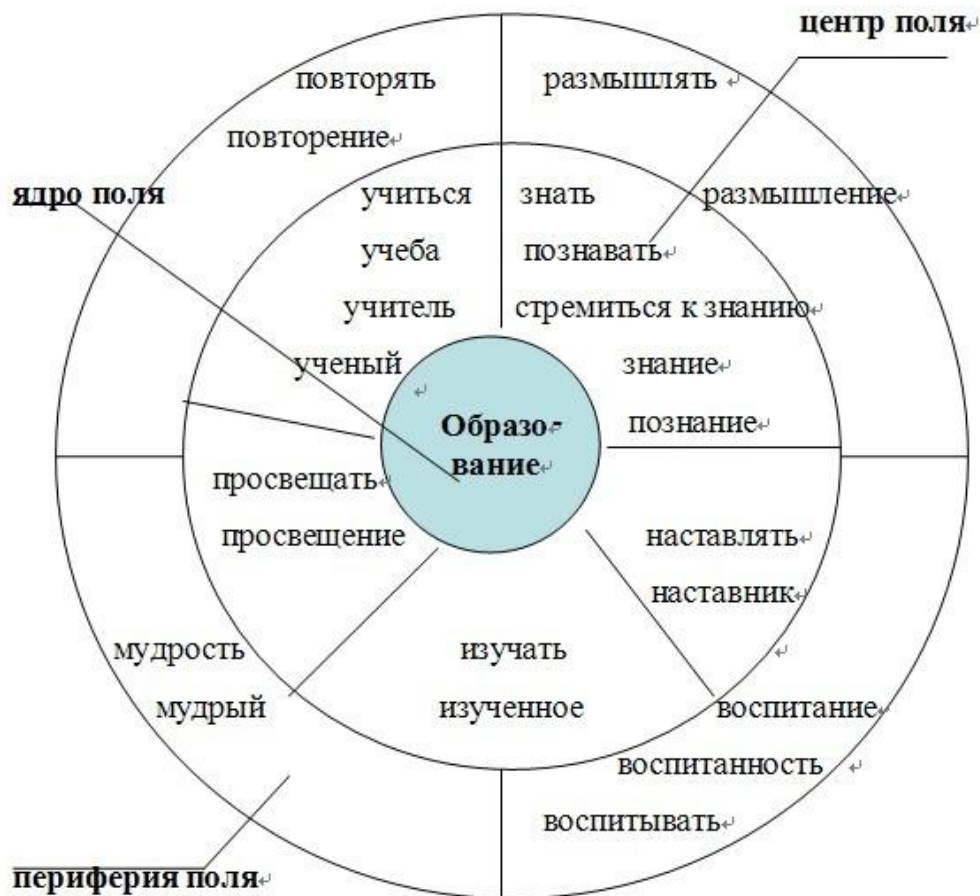 центр поля
повторять
размышлять
повторение
ядро поля
учиться
знать
размышление
учеба
познавать
учитель
стремиться к знанию
ученый
знание
Образо-
вание
познание
просвещать
просвещение
наставлять
наставник
мудрость
изучать
мудрый
изученное
воспитание
воспитанность
воспитывать
периферия поля